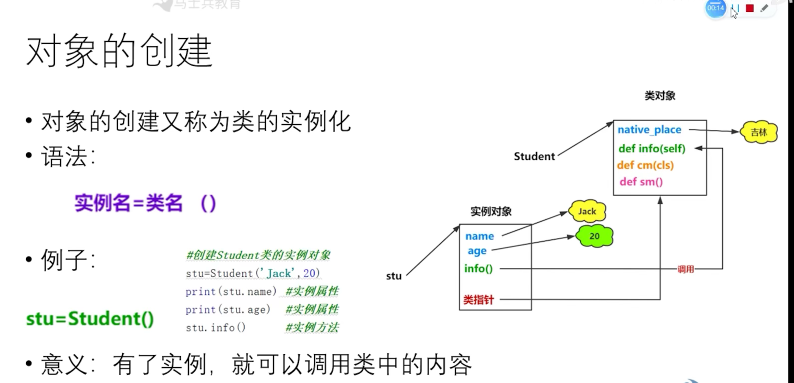 马士兵教育
00:14
对象的创建
• 对象的创建又称为类的实例化
• 语法：
实例名=类名 ()
• 例子：
#创建Student类的实例对象
stu=Student('Jack',20)
print(stu.name) #实例属性
print(stu.age) #实例属性
stu.info() #实例方法
stu=Student()
• 意义：有了实例，就可以调用类中的内容
类对象
Student
native_place
吉林
def info(self)
def cm(cls)
def sm()
实例对象
stu
name
Jack
age
20
info()
调用
类指针